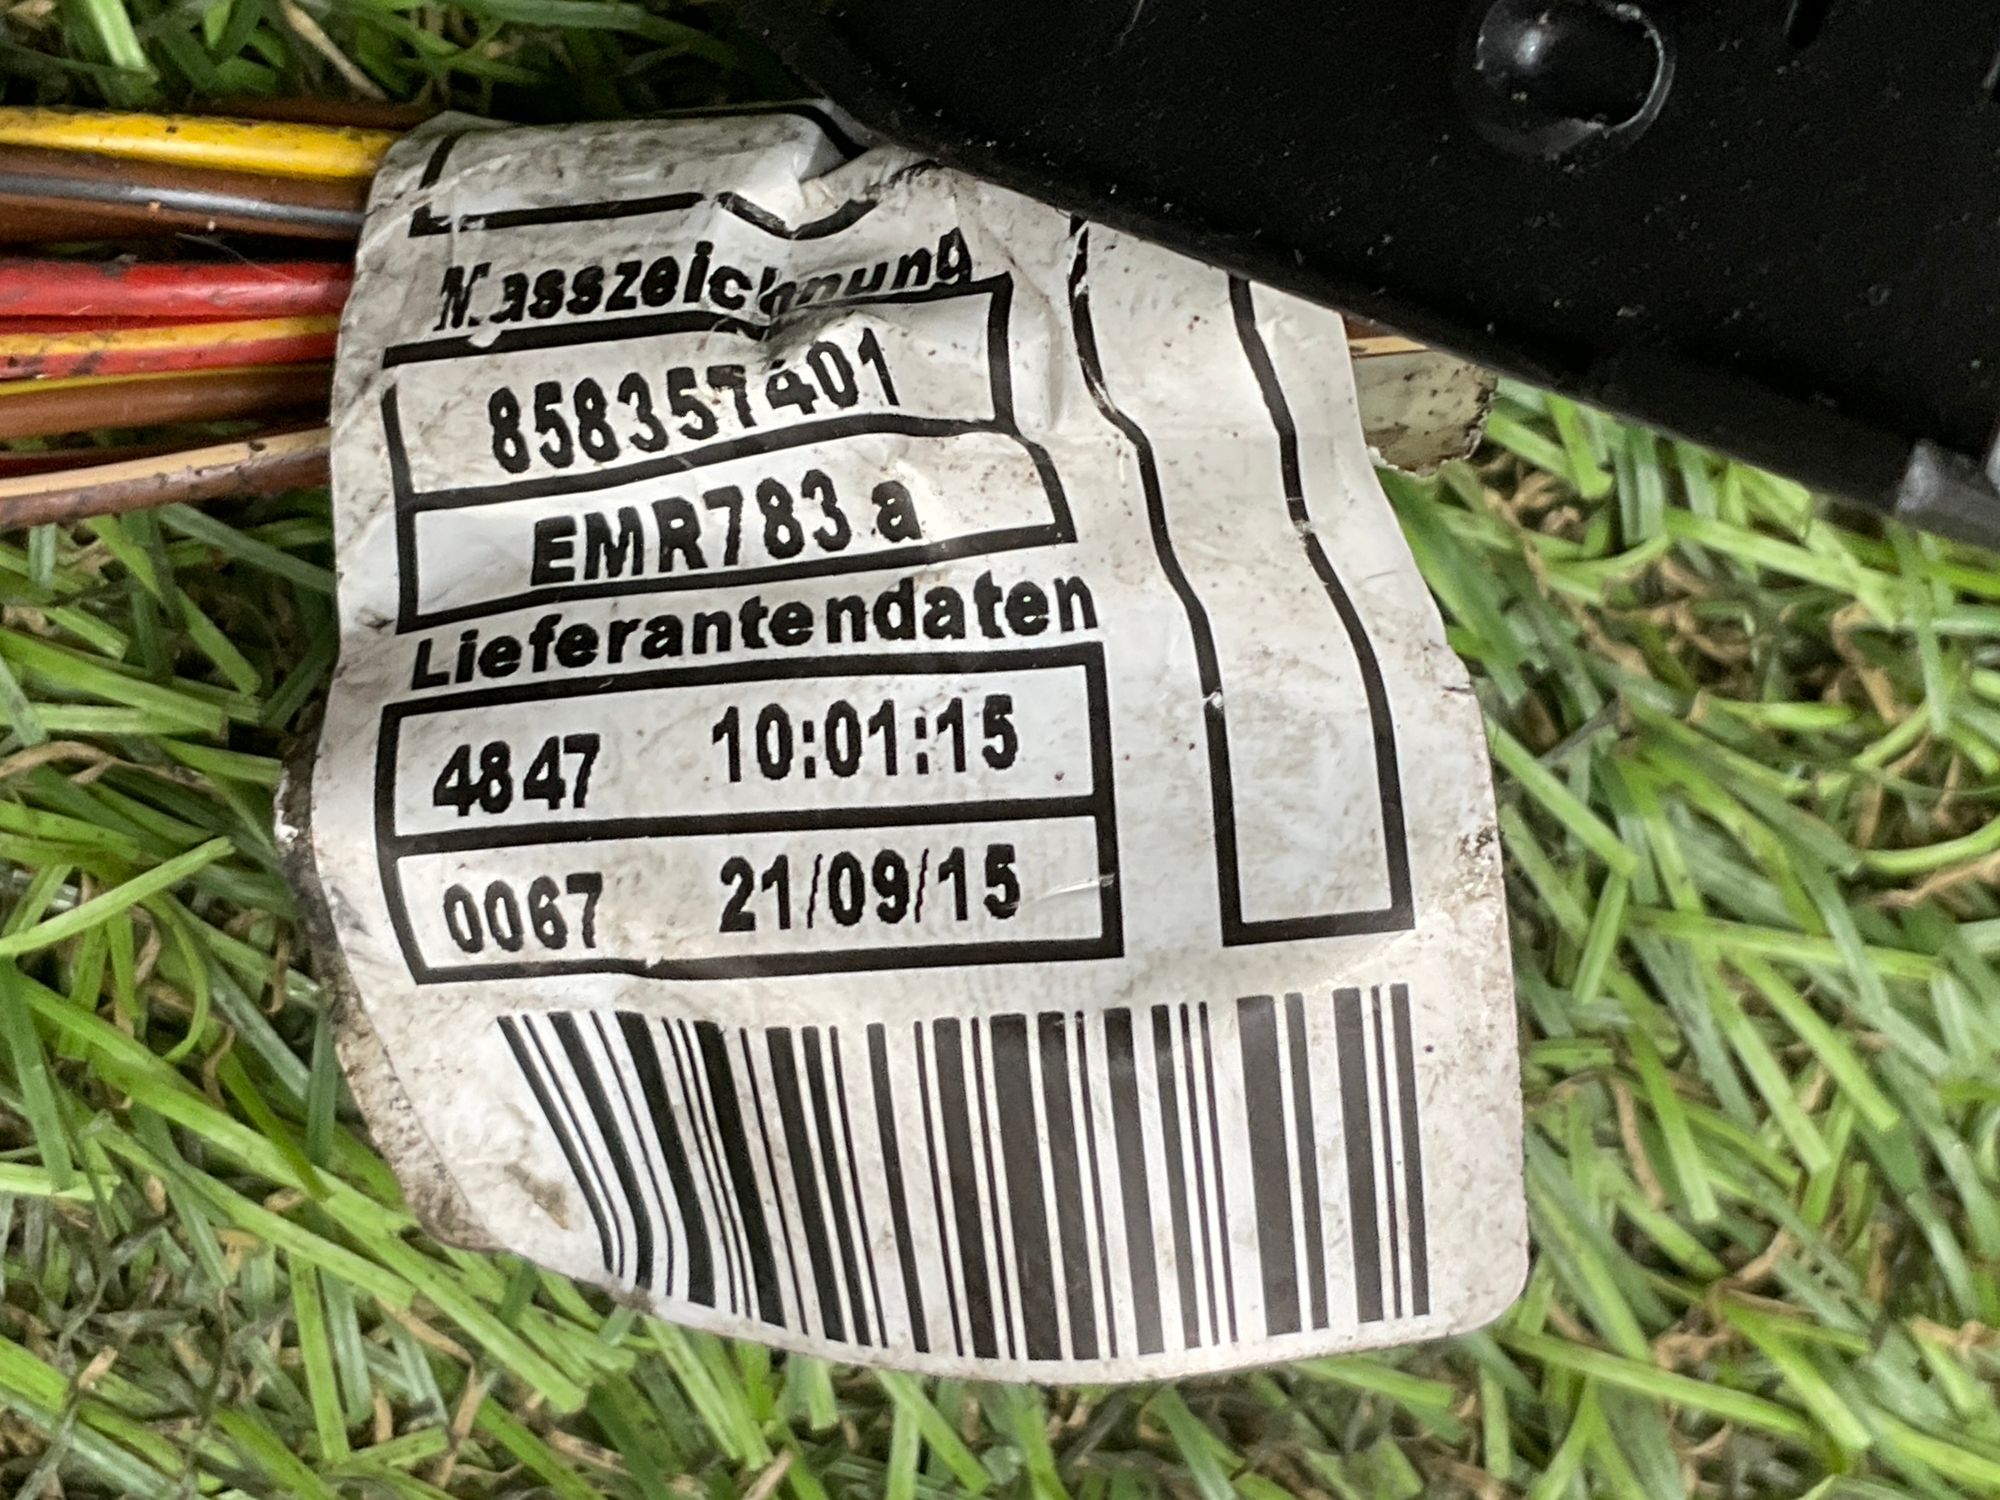 Masszeichnung
858357401
EMR783 a
Lieferantendaten
4847 10:01:15
0067 21/09/15